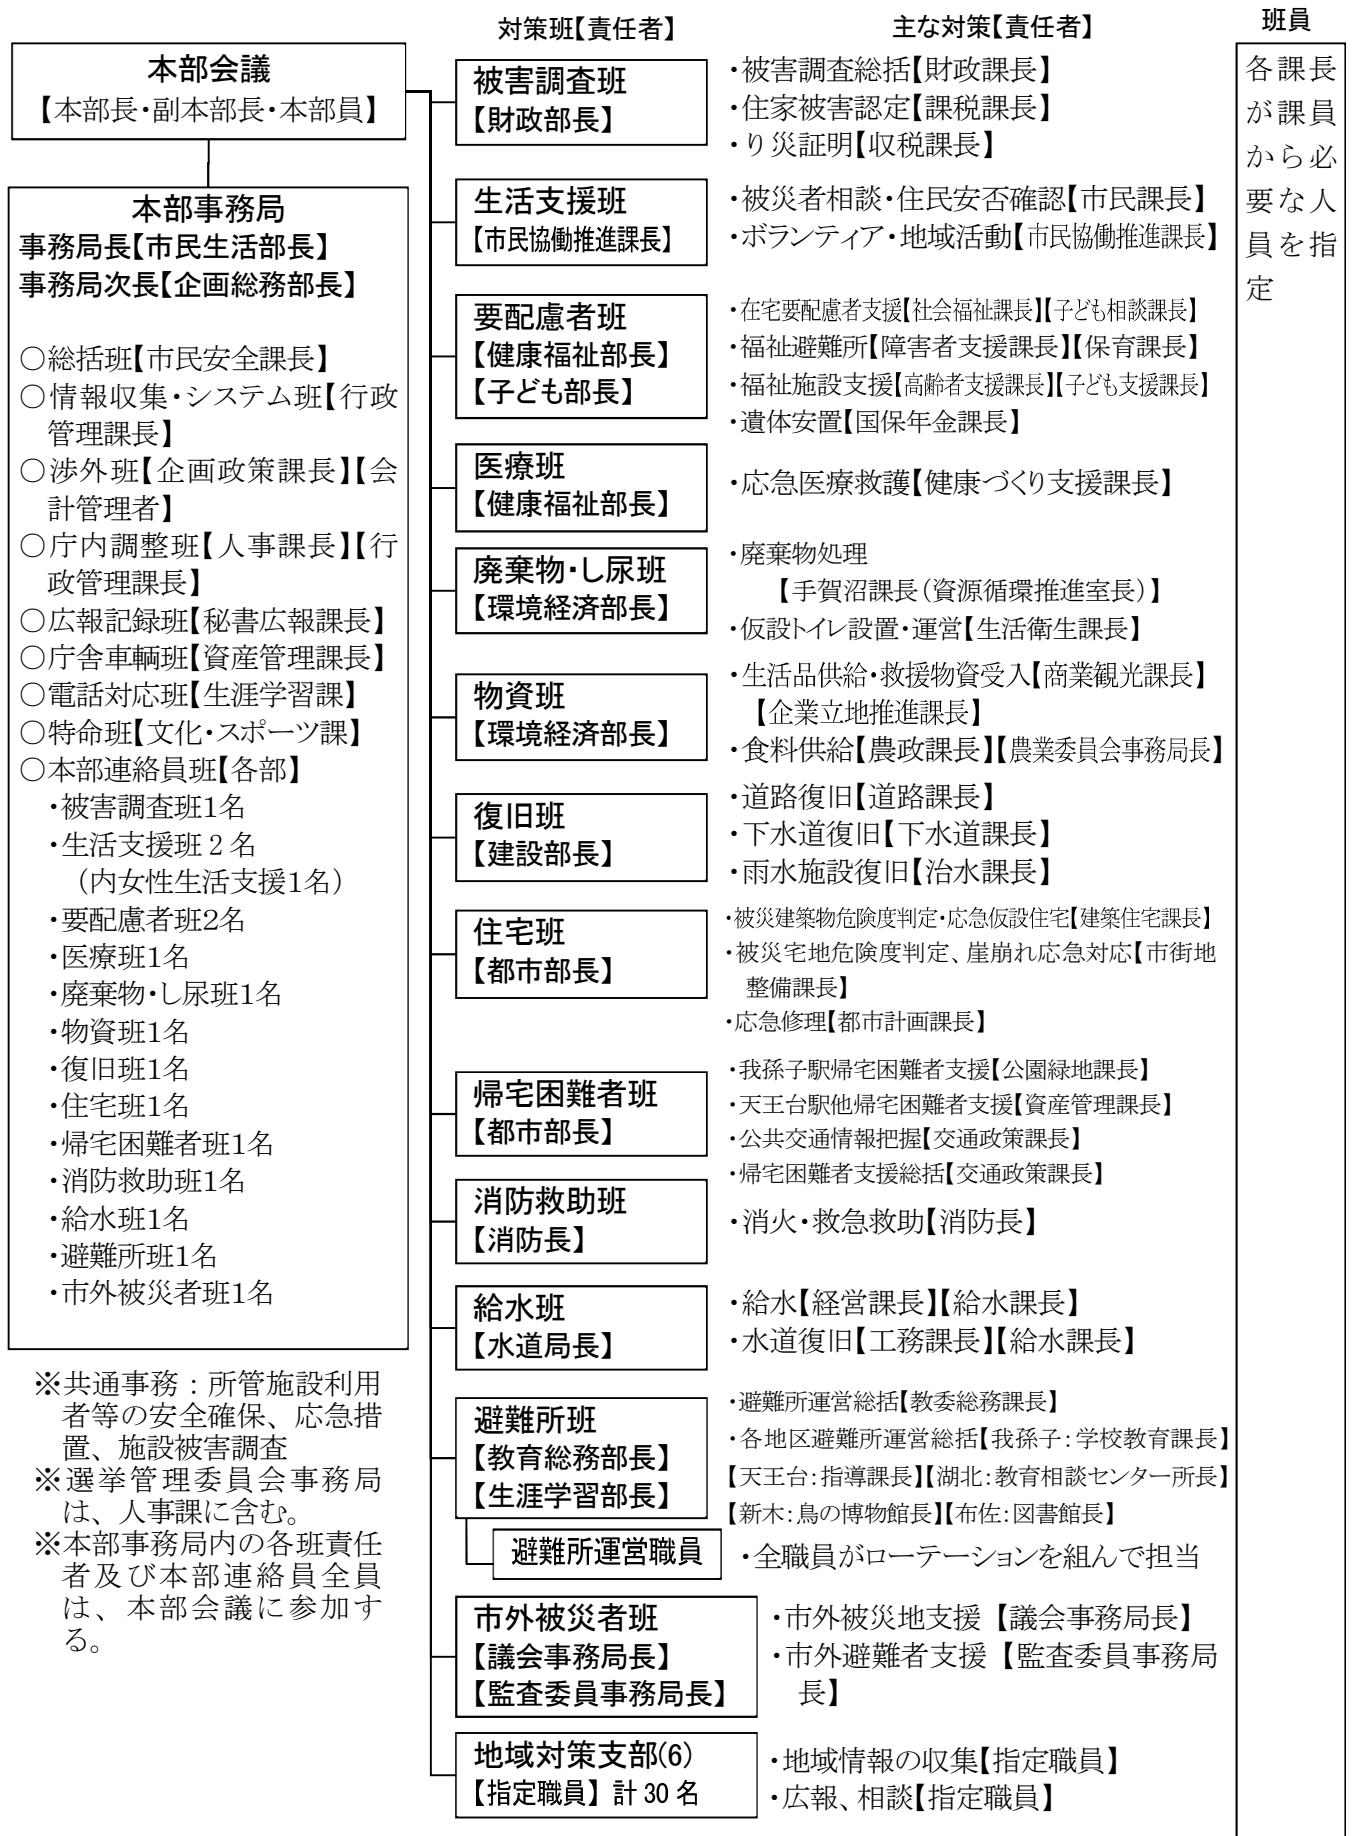 対策班【責任者】
主な対策【責任者】
班員
本部会議
【本部長・副本部長・本部員】
本部事務局
事務局長【市民生活部長】
事務局次長【企画総務部長】
○総括班【市民安全課長】
○情報収集・システム班【行政
管理課長】
○渉外班【企画政策課長】【会
計管理者】
○庁内調整班【人事課長】【行
政管理課長】
○広報記録班【秘書広報課長】
○庁舎車輌班【資産管理課長】
○電話対応班【生涯学習課】
○特命班【文化・スポーツ課】
○本部連絡員班【各部】
・被害調査班1名
・生活支援班２名
（内女性生活支援1名）
・要配慮者班2名
・医療班1名
・廃棄物・し尿班1名
・物資班1名
・復旧班1名
・住宅班1名
・帰宅困難者班1名
・消防救助班1名
・給水班1名
・避難所班1名
・市外被災者班1名
※共通事務：所管施設利用
者等の安全確保、応急措
置、施設被害調査
※選挙管理委員会事務局
は、人事課に含む。
※本部事務局内の各班責任
者及び本部連絡員全員
は、本部会議に参加す
る。
被害調査班
【財政部長】
・被害調査総括【財政課長】
・住家被害認定【課税課長】
・り災証明【収税課長】
生活支援班
【市民協働推進課長】
・被災者相談・住民安否確認【市民課長】
・ボランティア・地域活動【市民協働推進課長】
要配慮者班
【健康福祉部長】
【子ども部長】
・在宅要配慮者支援【社会福祉課長】【子ども相談課長】
・福祉避難所【障害者支援課長】【保育課長】
・福祉施設支援【高齢者支援課長】【子ども支援課長】
・遺体安置【国保年金課長】
医療班
【健康福祉部長】
・応急医療救護【健康づくり支援課長】
廃棄物・し尿班
【環境経済部長】
・廃棄物処理
【手賀沼課長（資源循環推進室長）】
・仮設トイレ設置・運営【生活衛生課長】
物資班
【環境経済部長】
・生活品供給・救援物資受入【商業観光課長】
【企業立地推進課長】
・食料供給【農政課長】【農業委員会事務局長】
復旧班
【建設部長】
・道路復旧【道路課長】
・下水道復旧【下水道課長】
・雨水施設復旧【治水課長】
住宅班
【都市部長】
・被災建築物危険度判定・応急仮設住宅【建築住宅課長】
・被災宅地危険度判定、崖崩れ応急対応【市街地
整備課長】
・応急修理【都市計画課長】
帰宅困難者班
【都市部長】
・我孫子駅帰宅困難者支援【公園緑地課長】
・天王台駅他帰宅困難者支援【資産管理課長】
・公共交通情報把握【交通政策課長】
・帰宅困難者支援総括【交通政策課長】
消防救助班
【消防長】
・消火・救急救助【消防長】
給水班
【水道局長】
・給水【経営課長】【給水課長】
・水道復旧【工務課長】【給水課長】
避難所班
【教育総務部長】
【生涯学習部長】
・避難所運営総括【教委総務課長】
・各地区避難所運営総括【我孫子：学校教育課長】
【天王台：指導課長】【湖北：教育相談センター所長】
【新木：鳥の博物館長】【布佐：図書館長】
避難所運営職員
・全職員がローテーションを組んで担当
市外被災者班
【議会事務局長】
【監査委員事務局長】
・市外被災地支援【議会事務局長】
・市外避難者支援【監査委員事務局
長】
地域対策支部(6)
【指定職員】計30名
・地域情報の収集【指定職員】
・広報、相談【指定職員】
各課長
が課員
から必
要な人
員を指
定